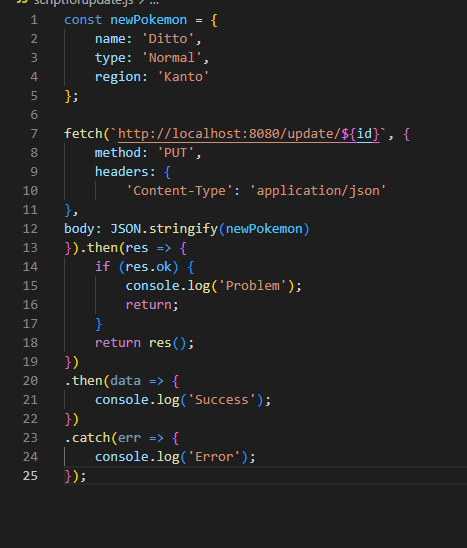 JS scriptforupdate.js > ...
1 const newPokemon = {
2 name: 'Ditto',
3 type: 'Normal',
4 region: 'Kanto'
5 };
6
7 fetch(`http://localhost:8080/update/${id}`, {
8 method: 'PUT',
9 headers: {
10 'Content-Type': 'application/json'
11 },
12 body: JSON.stringify(newPokemon)
13 }).then(res => {
14 if (res.ok) {
15 console.log('Problem');
16 return;
17 }
18 return res();
19 })
20 .then(data => {
21 console.log('Success');
22 })
23 .catch(err => {
24 console.log('Error');
25 });